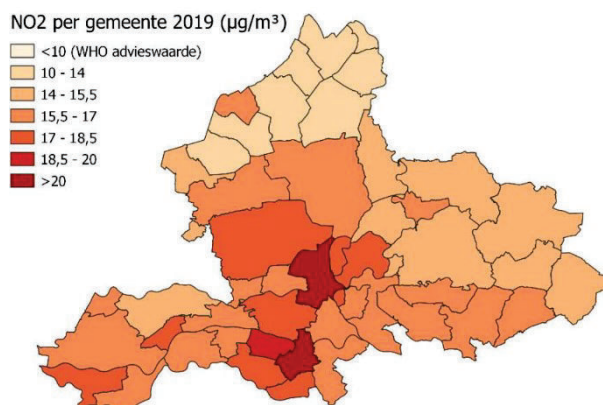 NO2 per gemeente 2019 (µg/m³)
<10 (WHO advieswaarde)
10 - 14
14 - 15,5
15,5 - 17
17 - 18,5
18,5 - 20
>20